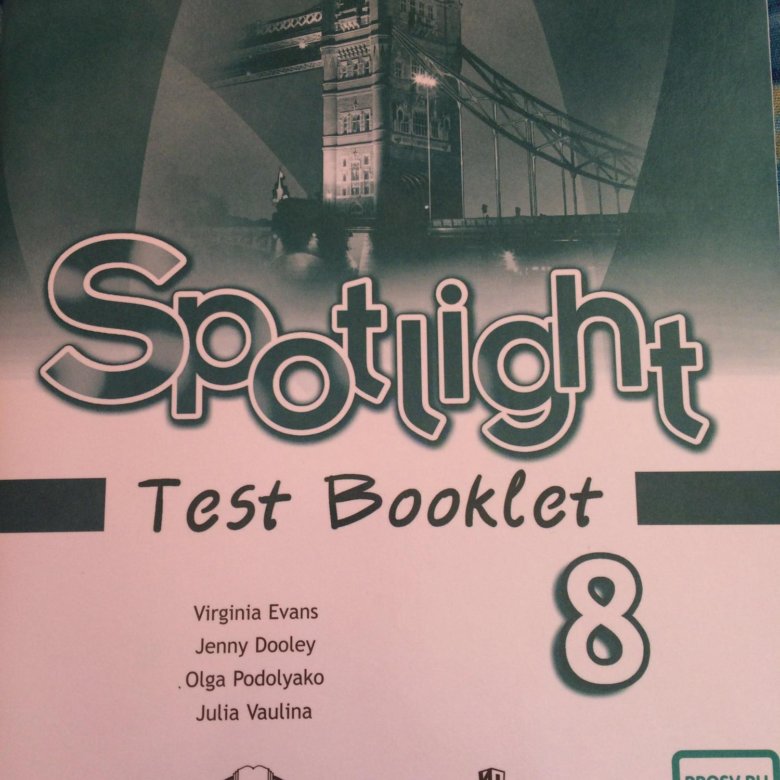 Spotlight
Test Booklet
8
Virginia Evans
Jenny Dooley
Olga Podolyako
Julia Vaulina